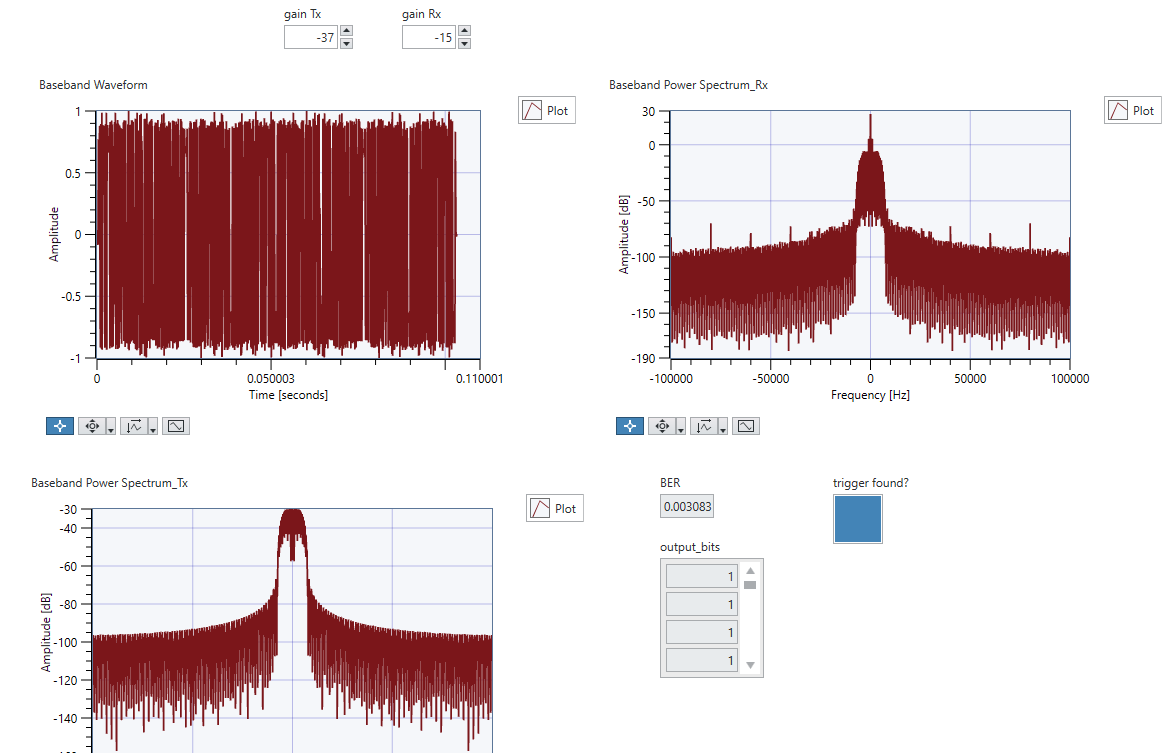 gain Tx
gain Rx
-37
-15
Baseband Waveform
Plot
1
0.5
0
-0.5
-1
Amplitude
0
0.050003
0.110001
Time [seconds]
Baseband Power Spectrum_Rx
Plot
30
0
-50
-100
-150
-190
Amplitude [dB]
-100000
-50000
0
50000
100000
Frequency [Hz]
Baseband Power Spectrum_Tx
Plot
-30
-40
-60
-80
-100
-120
-140
Amplitude [dB]
BER
0.003083
trigger found?
output_bits
1
1
1
1